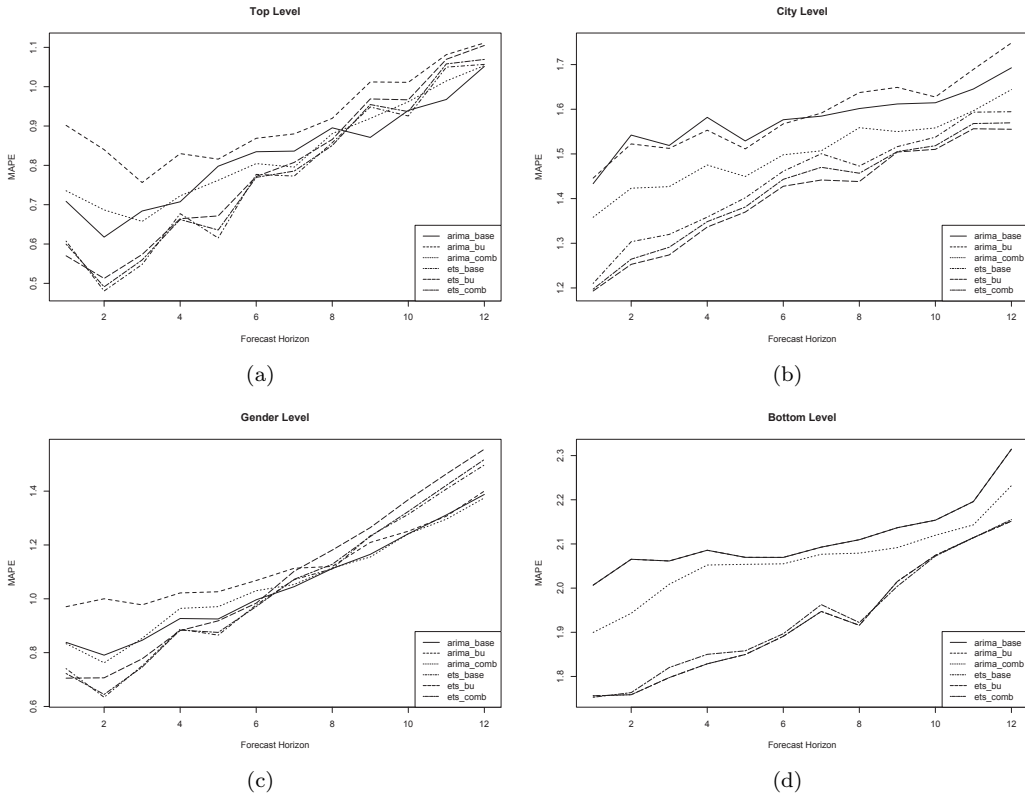 Top Level
MAPE
1.1
1.0
0.9
0.8
0.7
0.6
0.5
arima_base
arima_bu
arima_comb
ets_base
ets_bu
ets_comb
2 4 6 8 10 12
Forecast Horizon
(a)
City Level
MAPE
1.7
1.6
1.5
1.4
1.3
1.2
arima_base
arima_bu
arima_comb
ets_base
ets_bu
ets_comb
2 4 6 8 10 12
Forecast Horizon
(b)
Gender Level
MAPE
1.4
1.2
1.0
0.8
0.6
arima_base
arima_bu
arima_comb
ets_base
ets_bu
ets_comb
2 4 6 8 10 12
Forecast Horizon
(c)
Bottom Level
MAPE
2.3
2.2
2.1
2.0
1.9
1.8
1.7
arima_base
arima_bu
arima_comb
ets_base
ets_bu
ets_comb
2 4 6 8 10 12
Forecast Horizon
(d)